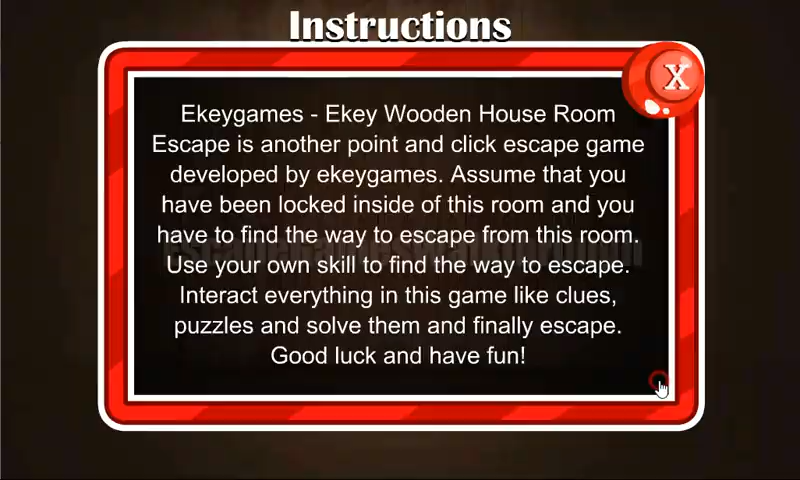 Instructions
X
Ekeygames - Ekey Wooden House Room
Escape is another point and click escape game
developed by ekeygames. Assume that you
have been locked inside of this room and you
have to find the way to escape from this room.
Use your own skill to find the way to escape.
Interact everything in this game like clues,
puzzles and solve them and finally escape.
Good luck and have fun!